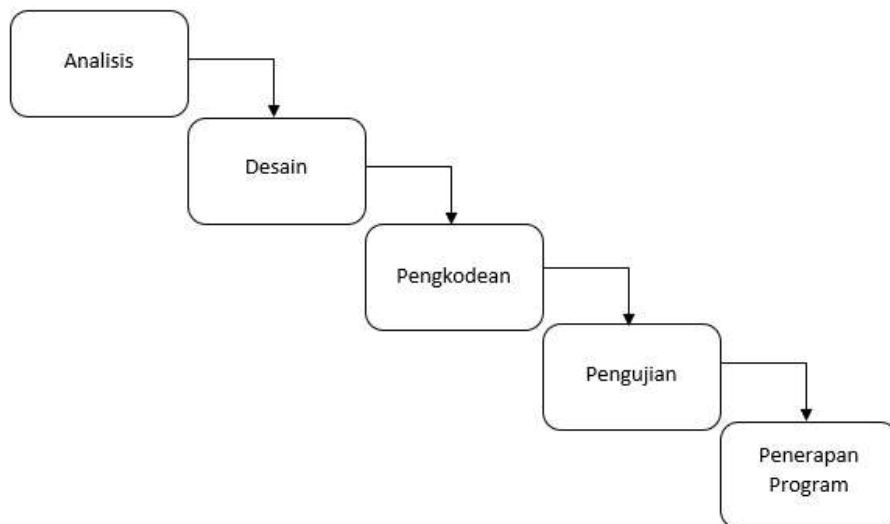 Analisis
Desain
Pengkodean
Pengujian
Penerapan
Program